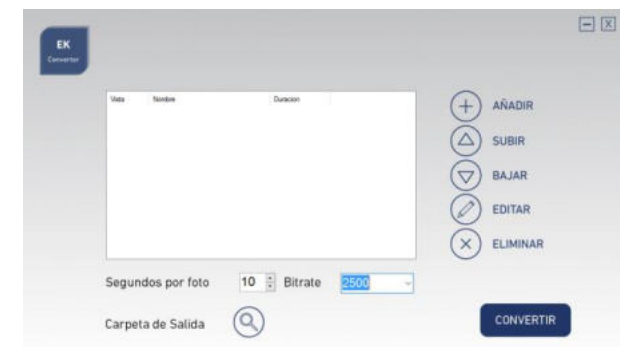 EK
Converter
Vista Nombre Duracion
AÑADIR
SUBIR
BAJAR
EDITAR
ELIMINAR
Segundos por foto 10 Bitrate 2500
Carpeta de Salida
CONVERTIR